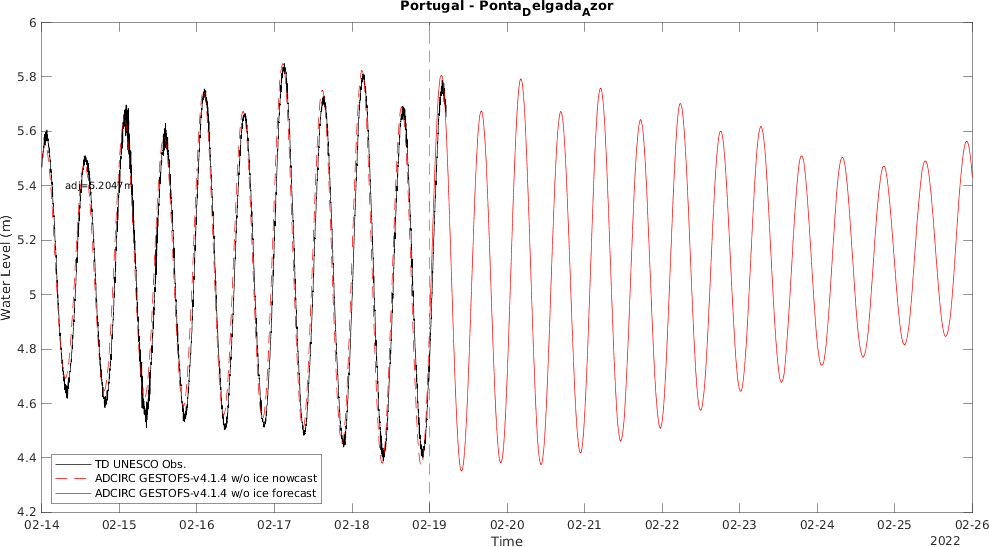 Portugal - PontaDelgadaAzor
6
5.8
5.6
5.4
5.2
5
4.8
4.6
4.4
4.2
Water Level (m)
adj=5.2047m
TD UNESCO Obs.
ADCIRC GESTOFS-v4.1.4 w/o ice nowcast
ADCIRC GESTOFS-v4.1.4 w/o ice forecast
02-14 02-15 02-16 02-17 02-18 02-19 02-20 02-21 02-22 02-23 02-24 02-25 02-26
Time
2022